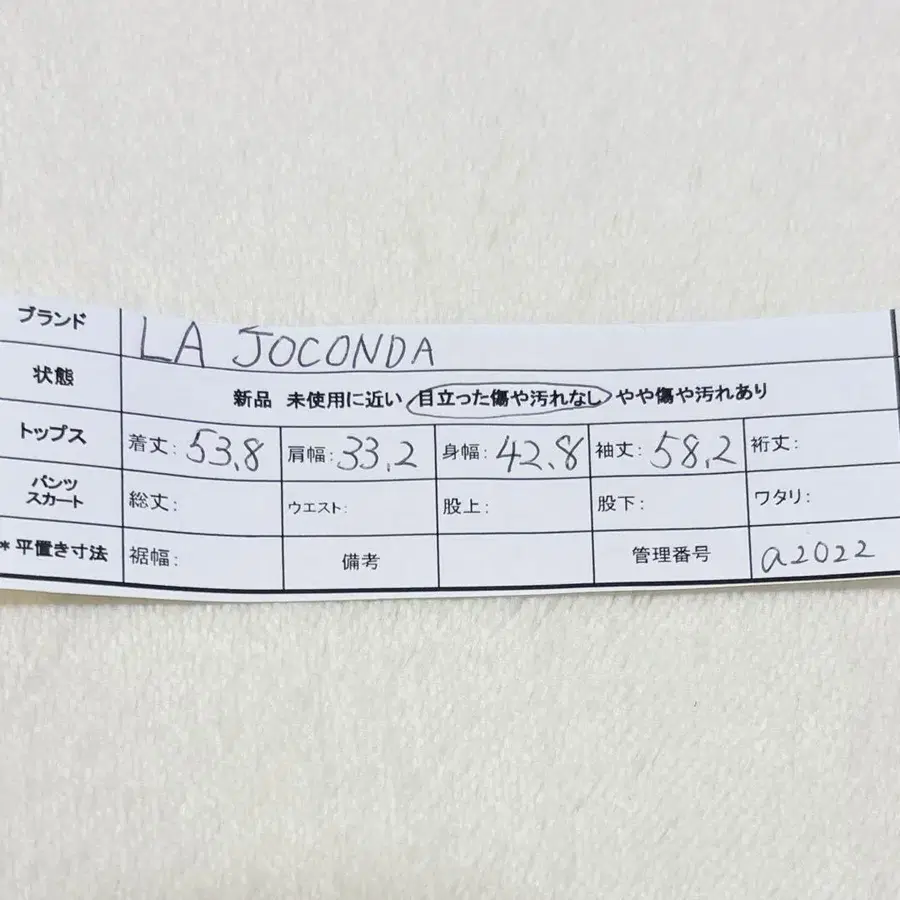 ブランド LA JOCONDA
状態 新品 未使用に近い 目立った傷や汚れなし やや傷や汚れあり
トップス 着丈: 53.8 肩幅: 33.2 身幅: 42.8 袖丈: 58.2 裄丈:
パンツ
スカート 総丈: ウエスト: 股上: 股下: ワタリ:
*平置き寸法 裾幅: 備考 管理番号 a2022